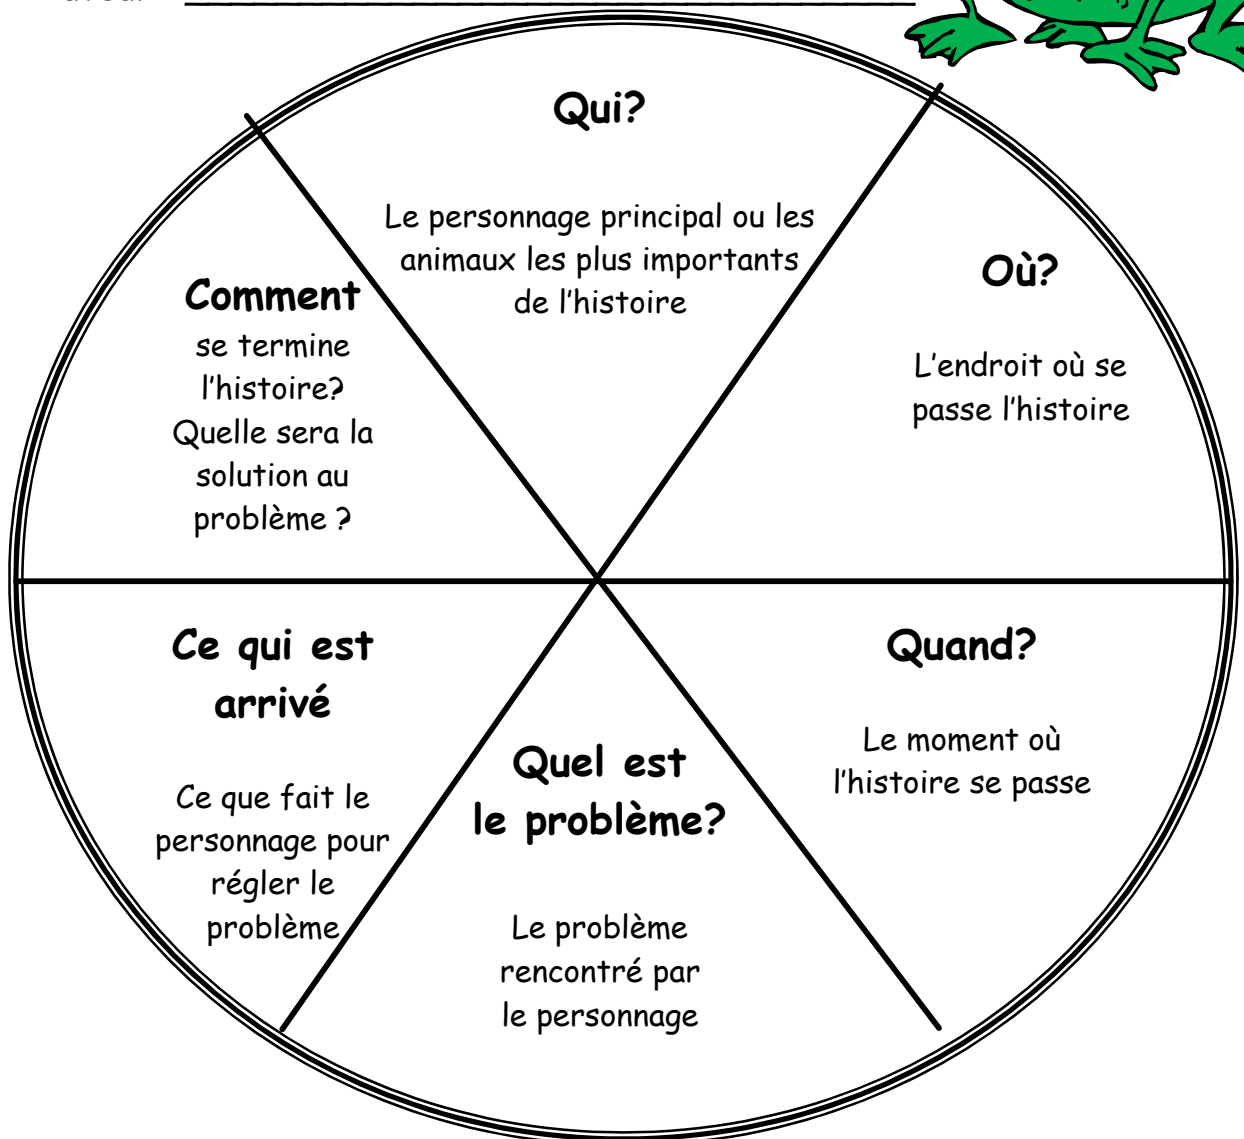 Qui?
Le personnage principal ou les
animaux les plus importants
de l'histoire
Où?
L'endroit où se
passe l'histoire
Quand?
Le moment où
l'histoire se passe
Quel est
le problème?
Le problème
rencontré par
le personnage
Ce qui est
arrivé
Ce que fait le
personnage pour
régler le
problème
Comment
se termine
l'histoire?
Quelle sera la
solution au
problème ?